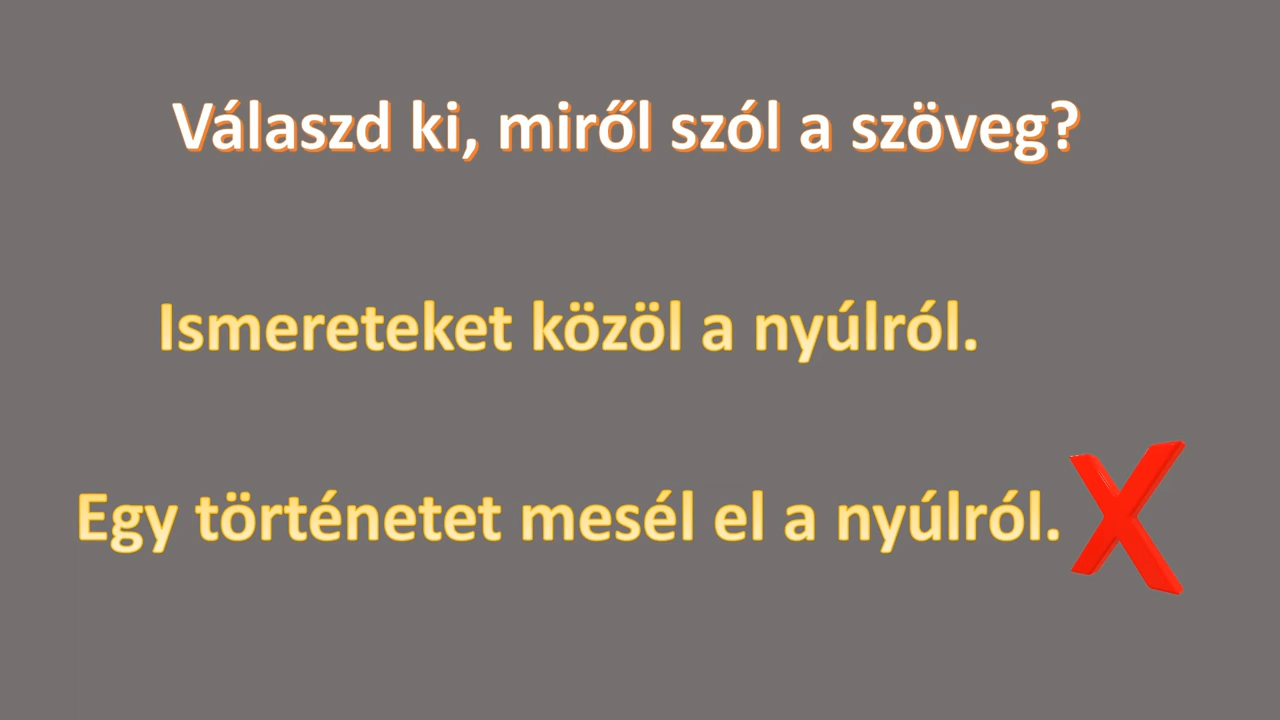 Válaszd ki, miről szól a szöveg?
Ismereteket közöl a nyúlról.
Egy történetet mesél el a nyúlról. X